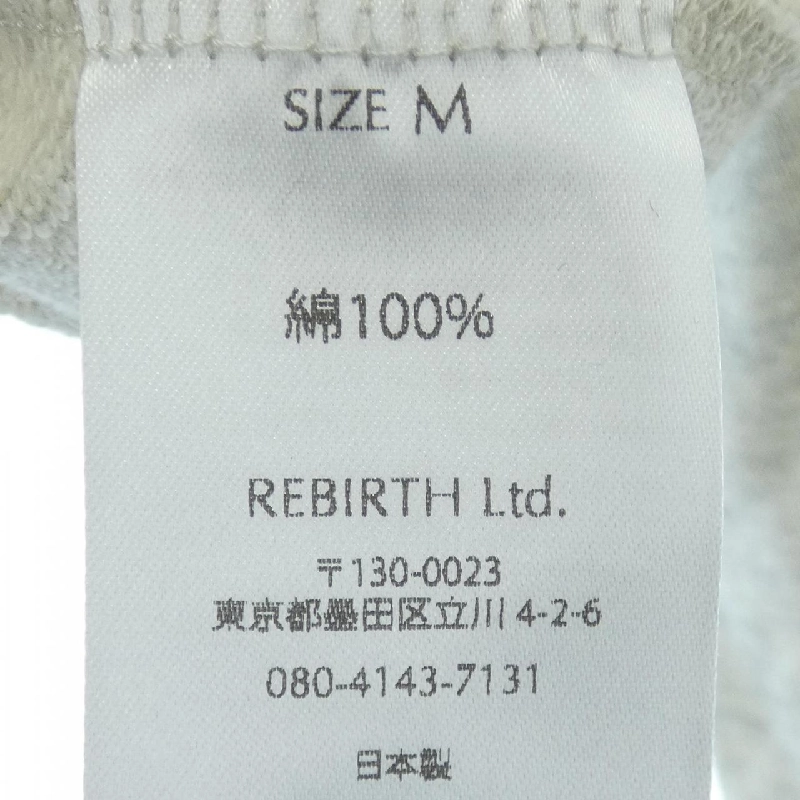 SIZE M
綿100%
REBIRTH Ltd.
〒130-0023
東京都墨田区立川4-2-6
080-4143-7131
日本製